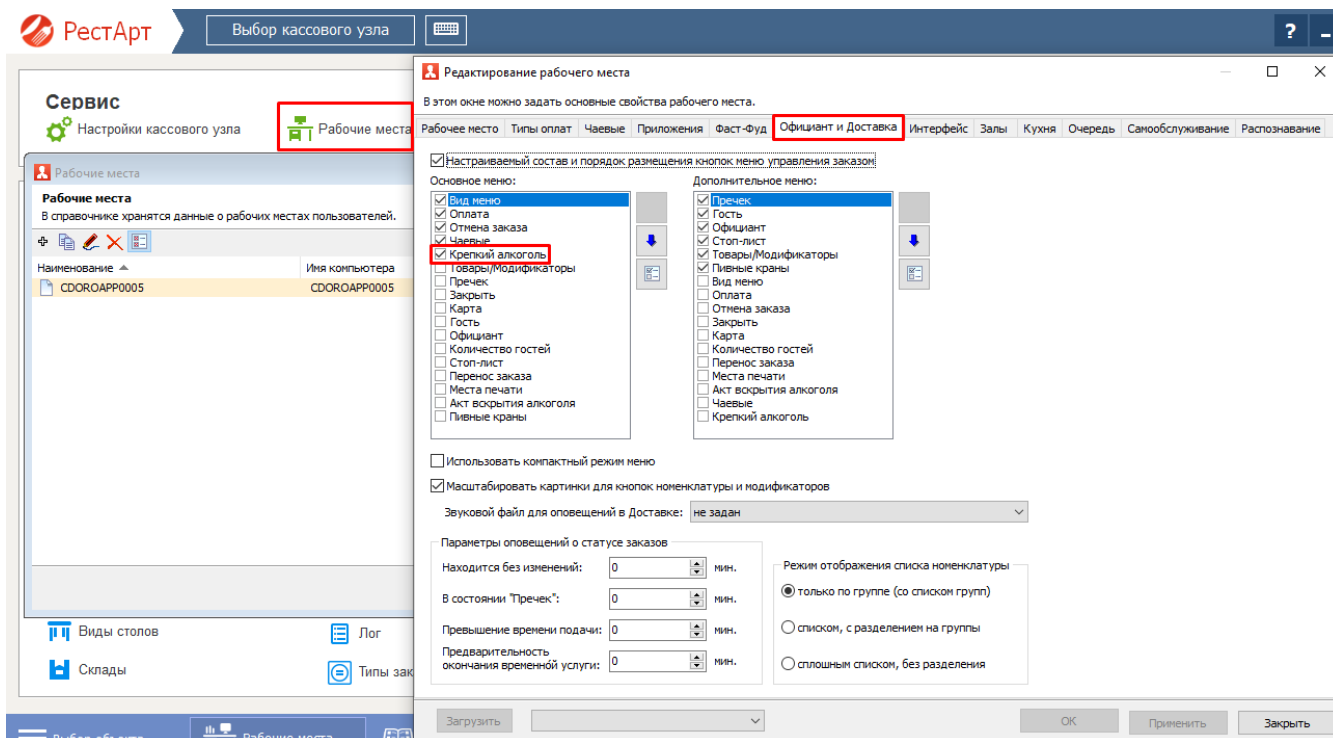 РестАрт
Выбор кассового узла
?
Сервис
Настройки кассового узла
Рабочие места
Рабочие места
Рабочие места
В справочнике хранятся данные о рабочих местах пользователей.
Наименование
Имя компьютера
CDOROAPP0005
CDOROAPP0005
Виды столов
Лог
Склады
Типы зак
Рабочие места
Редактирование рабочего места
В этом окне можно задать основные свойства рабочего места.
Рабочее место Типы оплат Чаевые Приложения Фаст-Фуд Официант и Доставка Интерфейс Залы Кухня Очередь Самообслуживание Распознавание
Настраиваемый состав и порядок размещения кнопок меню управления заказом
Основное меню:
Вид меню
Оплата
Отмена заказа
Чаевые
Крепкий алкоголь
Товары/Модификаторы
Пречек
Закрыть
Карта
Гость
Официант
Количество гостей
Стоп-лист
Перенос заказа
Места печати
Акт вскрытия алкоголя
Пивные краны
Дополнительное меню:
Пречек
Гость
Официант
Стоп-лист
Товары/Модификаторы
Пивные краны
Вид меню
Оплата
Отмена заказа
Закрыть
Карта
Количество гостей
Перенос заказа
Места печати
Акт вскрытия алкоголя
Чаевые
Крепкий алкоголь
Использовать компактный режим меню
Масштабировать картинки для кнопок номенклатуры и модификаторов
Звуковой файл для оповещений в Доставке: не задан
Параметры оповещений о статусе заказов
Находится без изменений: 0 мин.
В состоянии "Пречек": 0 мин.
Превышение времени подачи: 0 мин.
Предварительность
окончания временно́й услуги: 0 мин.
Режим отображения списка номенклатуры
только по группе (со списком групп)
списком, с разделением на группы
сплошным списком, без разделения
Загрузить
ОК
Применить
Закрыть